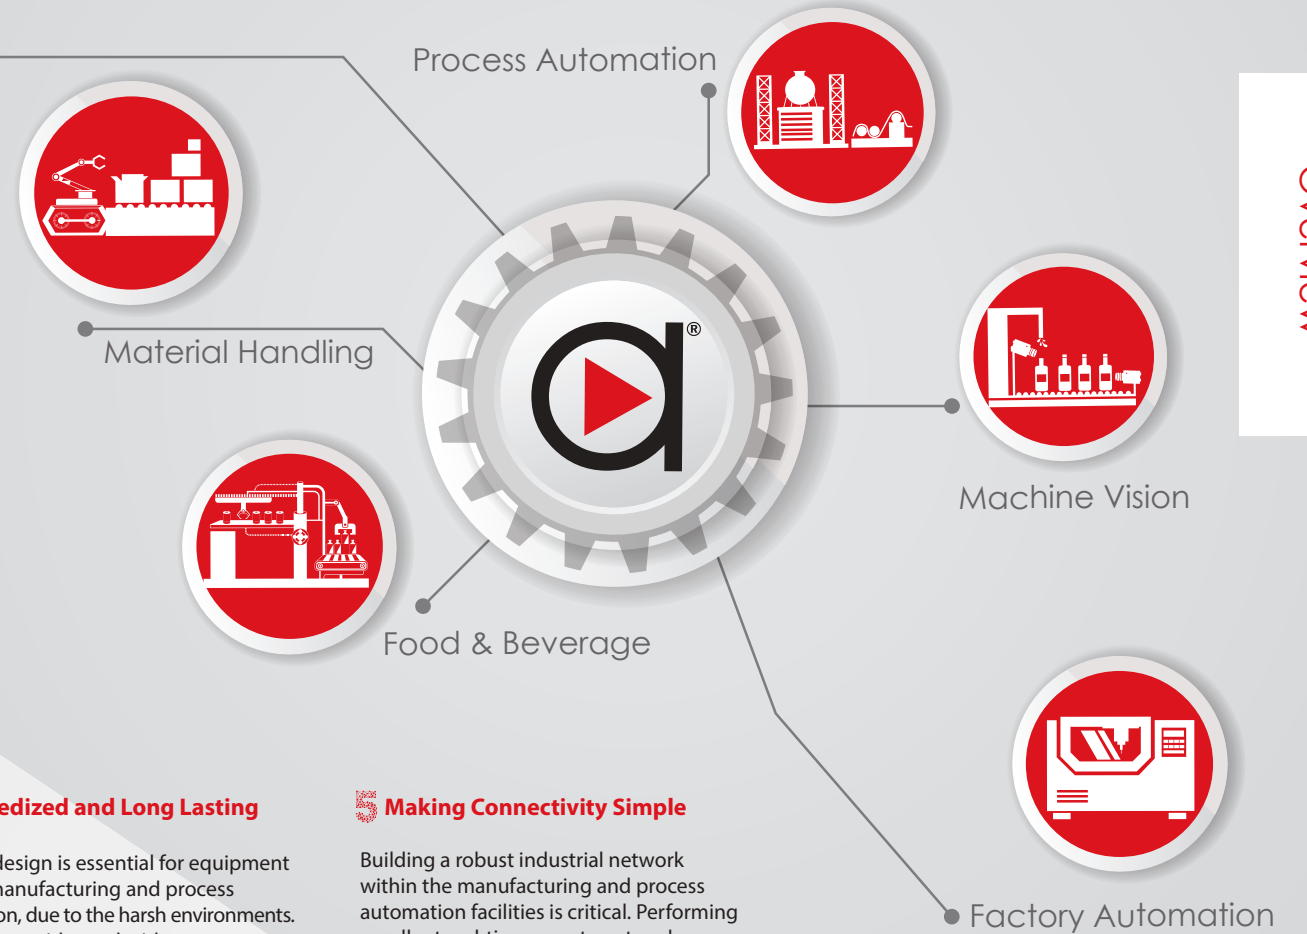 Process Automation
Material Handling
Machine Vision
Food & Beverage
Factory Automation
and Long Lasting
design is essential for equipment
manufacturing and process
due to the harsh environments.
5 Making Connectivity Simple
Building a robust industrial network
within the manufacturing and process
automation facilities is critical. Performing
®